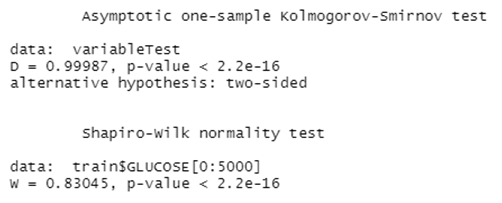 Asymptotic one-sample Kolmogorov-Smirnov test
data:  variableTest
D = 0.99987, p-value < 2.2e-16
alternative hypothesis: two-sided
Shapiro-Wilk normality test
data:  train$GLUCOSE[0:5000]
W = 0.83045, p-value < 2.2e-16